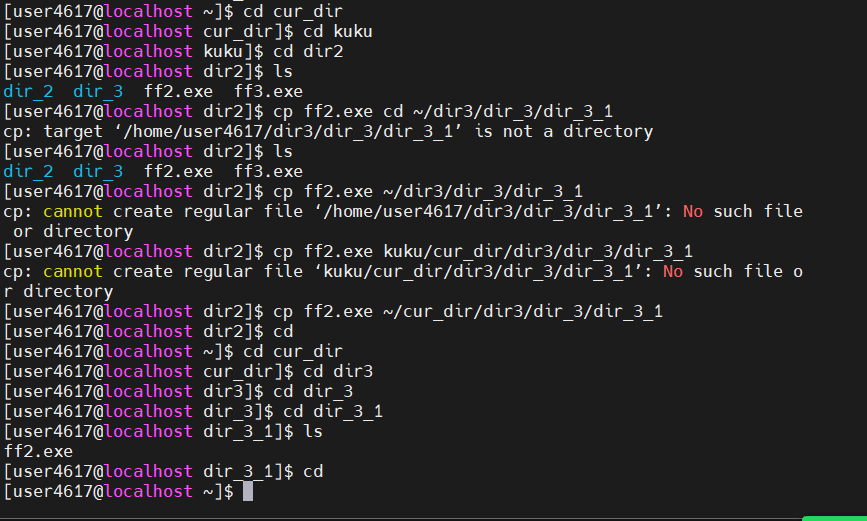 [user4617@localhost ~]$ cd cur_dir
[user4617@localhost cur_dir]$ cd kuku
[user4617@localhost kuku]$ cd dir2
[user4617@localhost dir2]$ ls
dir_2  dir_3  ff2.exe  ff3.exe
[user4617@localhost dir2]$ cp ff2.exe cd ~/dir3/dir_3/dir_3_1
cp: target ‘/home/user4617/dir3/dir_3/dir_3_1’ is not a directory
[user4617@localhost dir2]$ ls
dir_2  dir_3  ff2.exe  ff3.exe
[user4617@localhost dir2]$ cp ff2.exe ~/dir3/dir_3/dir_3_1
cp: cannot create regular file ‘/home/user4617/dir3/dir_3/dir_3_1’: No such file
 or directory
[user4617@localhost dir2]$ cp ff2.exe kuku/cur_dir/dir3/dir_3/dir_3_1
cp: cannot create regular file ‘kuku/cur_dir/dir3/dir_3/dir_3_1’: No such file o
r directory
[user4617@localhost dir2]$ cp ff2.exe ~/cur_dir/dir3/dir_3/dir_3_1
[user4617@localhost dir2]$ cd
[user4617@localhost ~]$ cd cur_dir
[user4617@localhost cur_dir]$ cd dir3
[user4617@localhost dir3]$ cd dir_3
[user4617@localhost dir_3]$ cd dir_3_1
[user4617@localhost dir_3_1]$ ls
ff2.exe
[user4617@localhost dir_3_1]$ cd
[user4617@localhost ~]$